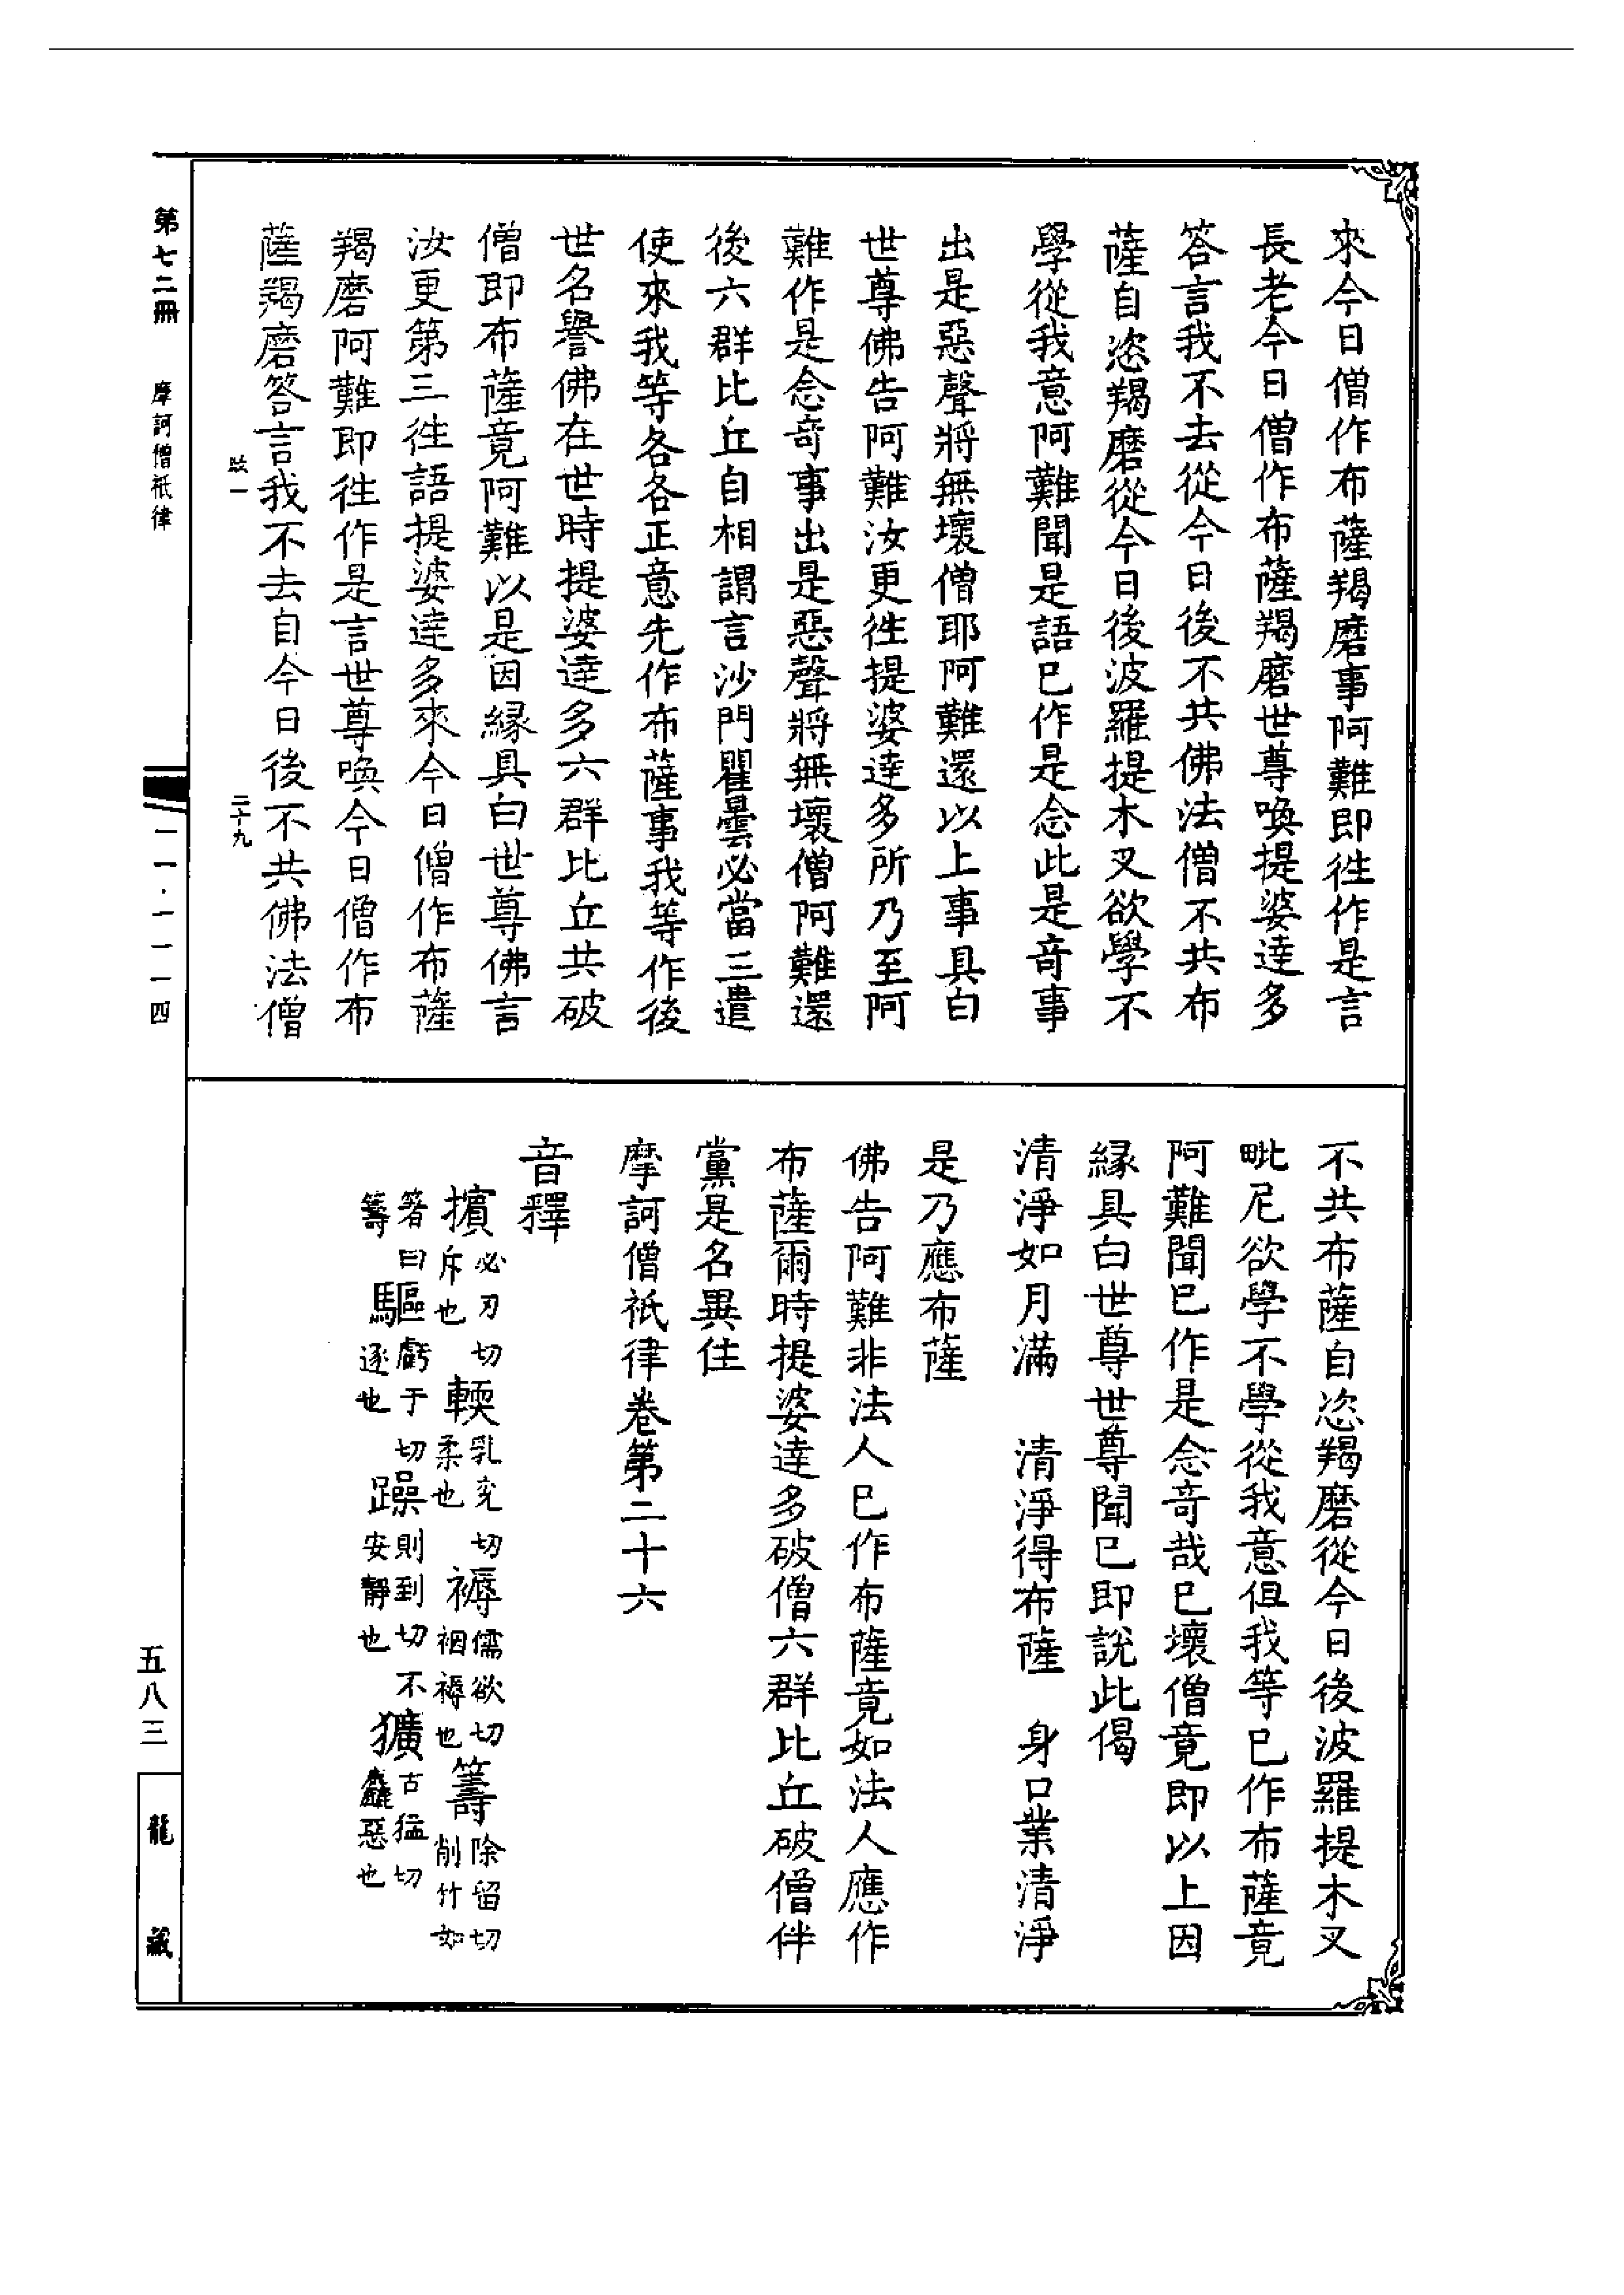 來今日僧作布薩羯磨事阿難即徃作是言
長老今日僧作布薩羯磨世尊喚提婆達多
答言我不去從今日後不共佛法僧不共布
薩自恣羯磨從今日後波羅提木叉欲學不
學從我意阿難聞是語已作是念此是竒事
出是惡聲將無壞僧耶阿難還以上事具白
世尊佛告阿難汝更徃提婆達多所乃至阿
難作是念竒事出是惡聲將無壞僧阿難還
後六群比丘自相謂言沙門瞿曇必當三遣
使來我等各各正意先作布薩事我等作後
世名譽佛在世時提婆達多六群比丘共破
僧即布薩竟阿難以是因縁具白世尊佛言
汝更第三徃語提婆達多來今日僧作布薩
羯磨阿難即徃作是言世尊喚今日僧作布
薩羯磨答言我不去自今日後不共佛法僧
不共布薩自恣羯磨從今日後波羅提木叉
毗尼欲學不學從我意但我等已作布薩竟
阿難聞已作是念竒哉已壞僧竟即以上因
縁具白世尊世尊聞已即說此偈
清淨如月滿　清淨得布薩　身口業清淨
是乃應布薩
佛告阿難非法人已作布薩竟如法人應作
布薩爾時提婆達多破僧六群比丘破僧伴
黨是名異住
摩訶僧祇律卷第二十六
音釋
擯必刃切斥也　輭乳兖切柔也　褥儒欲切裀褥也　籌除留切削竹如
箸曰籌　驅虧于切逐也　躁則到切不安靜也　獷古猛切麤惡也
第七二冊　摩訶僧祇律
一一·一一一四
二十九
五八三
龍藏